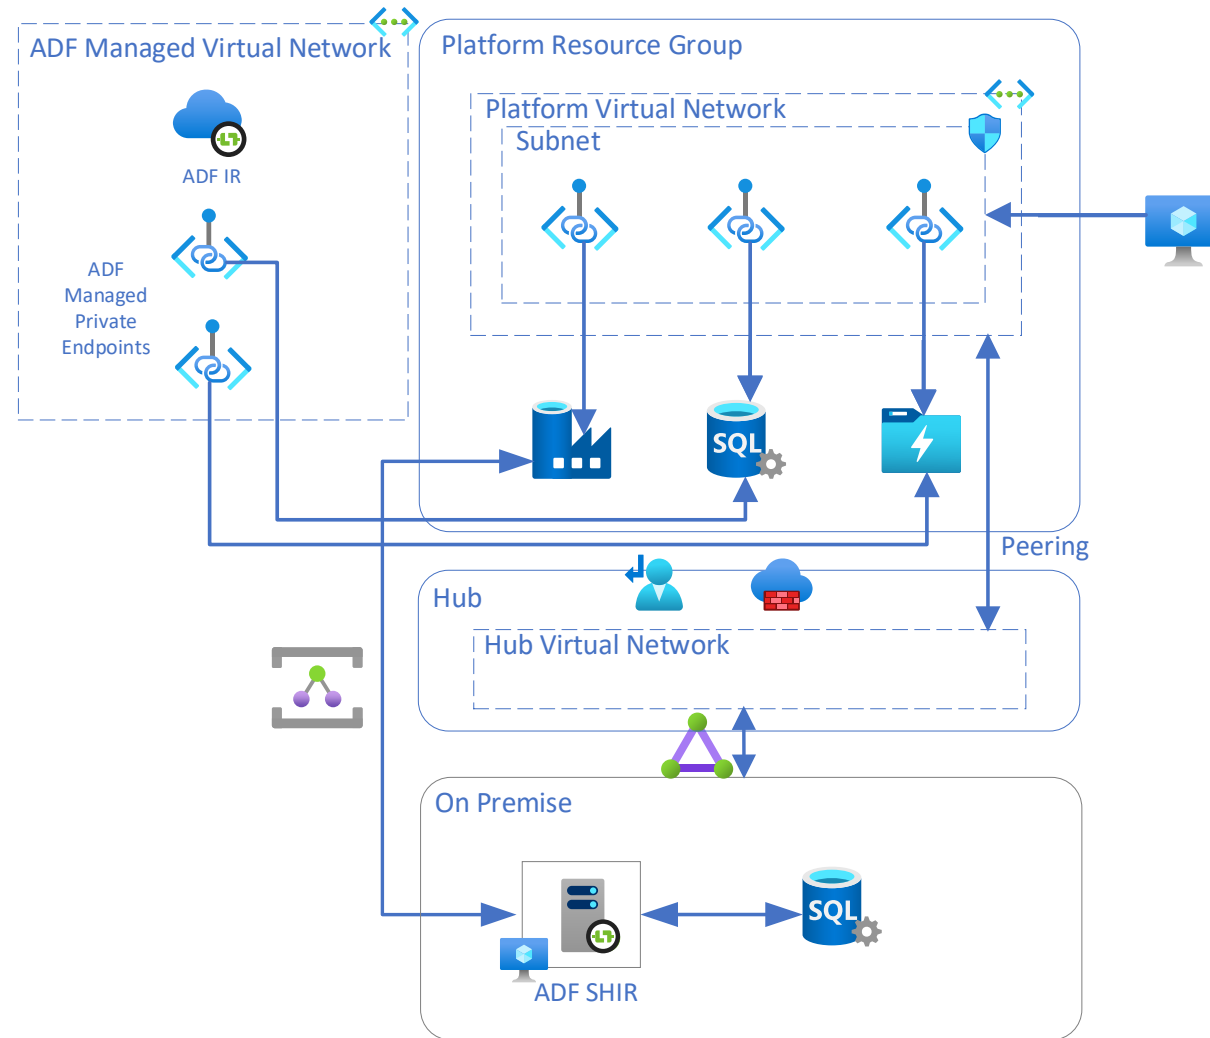 ADF Managed Virtual Network
ADF IR
ADF
Managed
Private
Endpoints
Platform Resource Group
Platform Virtual Network
Subnet
SQL
Peering
Hub
Hub Virtual Network
On Premise
SQL
ADF SHIR